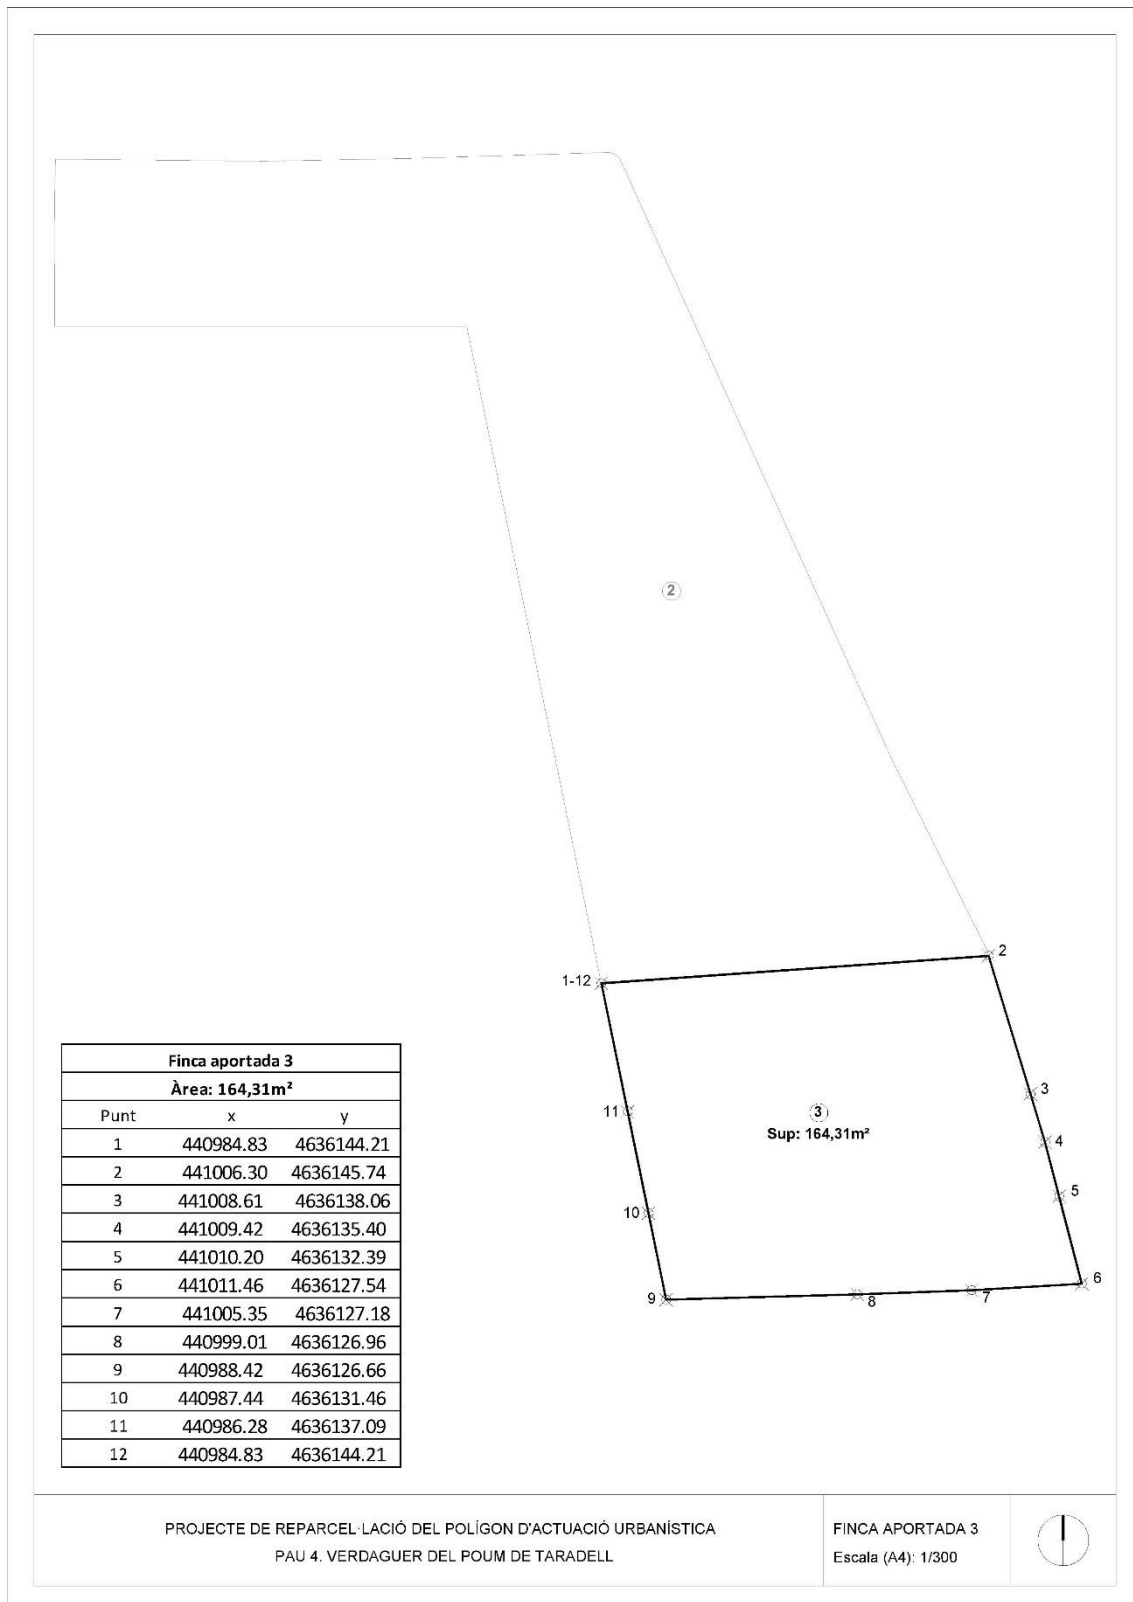 2
2
1-12
3
11
3
Sup: 164,31m²
4
5
10
6
7
8
9
Finca aportada 3
Àrea: 164,31m²
Punt x y
1 440984.83 4636144.21
2 441006.30 4636145.74
3 441008.61 4636138.06
4 441009.42 4636135.40
5 441010.20 4636132.39
6 441011.46 4636127.54
7 441005.35 4636127.18
8 440999.01 4636126.96
9 440988.42 4636126.66
10 440987.44 4636131.46
11 440986.28 4636137.09
12 440984.83 4636144.21
PROJECTE DE REPARCEL·LACIÓ DEL POLÍGON D'ACTUACIÓ URBANÍSTICA
PAU 4. VERDAGUER DEL POUM DE TARADELL
FINCA APORTADA 3
Escala (A4): 1/300